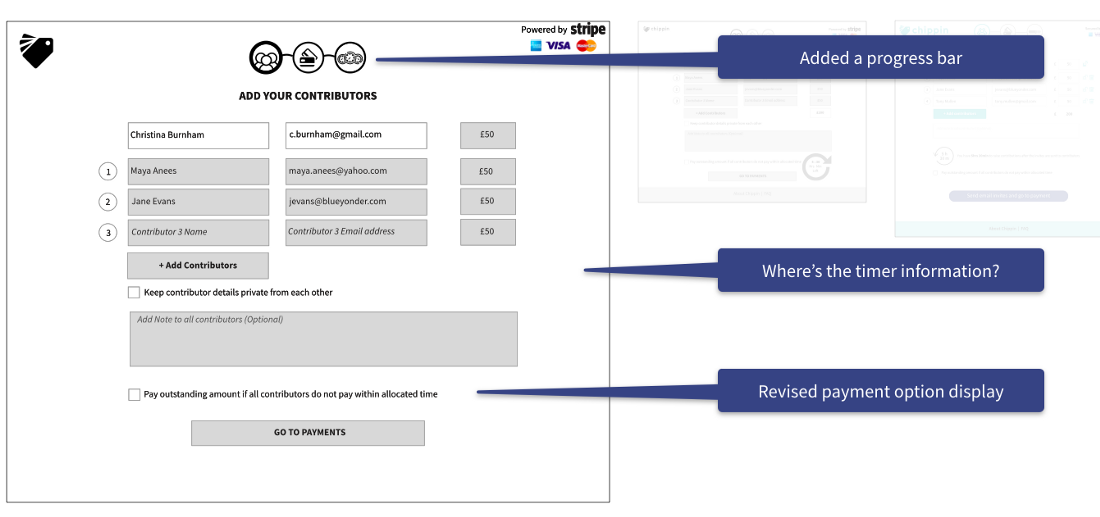 Powered by stripe
VISA
ADD YOUR CONTRIBUTORS
Christina Burnham c.burnham@gmail.com £50
1 Maya Anees maya.anees@yahoo.com £50
2 Jane Evans jevans@blueyonder.com £50
3 Contributor 3 Name Contributor 3 Email address £50
+ Add Contributors
Keep contributor details private from each other
Add Note to all contributors (Optional)
Pay outstanding amount if all contributors do not pay within allocated time
GO TO PAYMENTS
Added a progress bar
Where's the timer information?
Revised payment option display